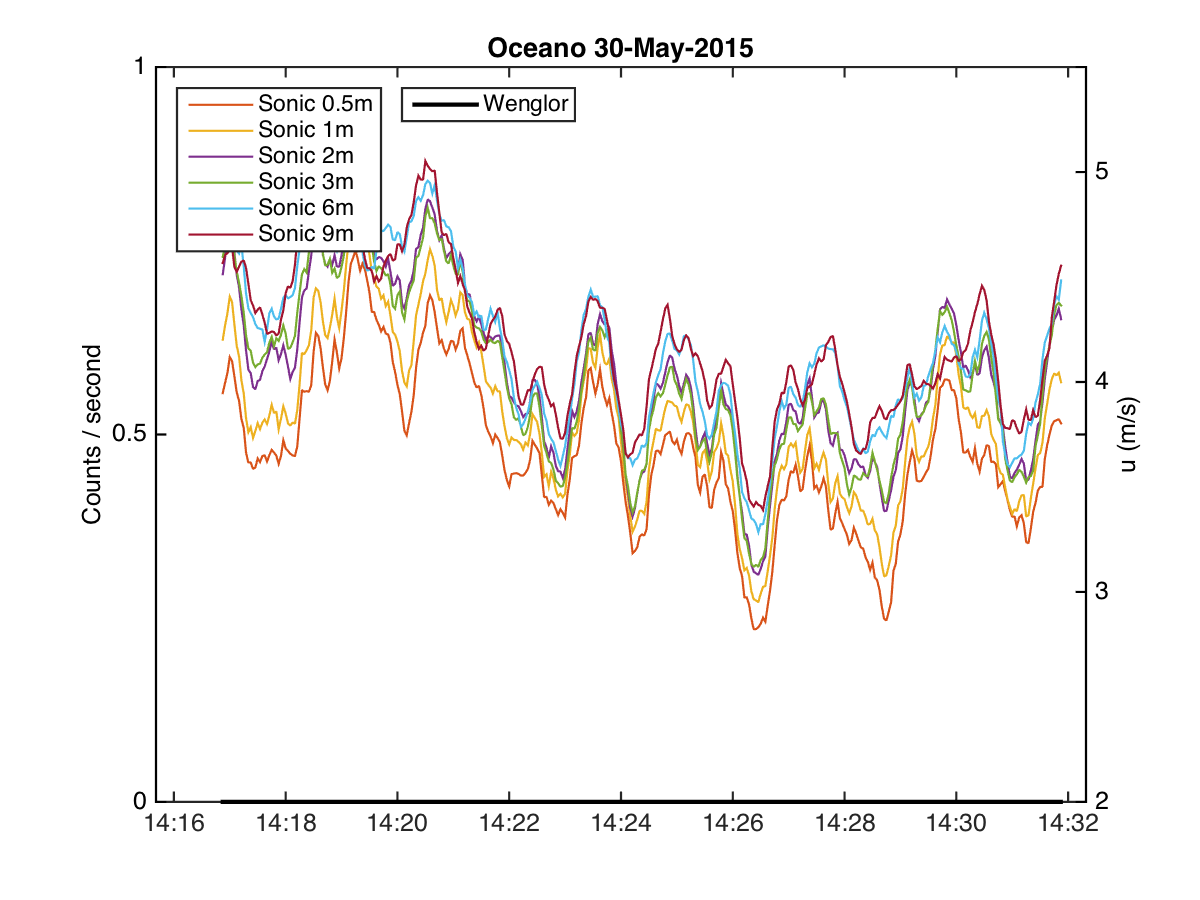 Oceano 30-May-2015
1
0.5
0
Counts / second
Sonic 0.5m
Sonic 1m
Sonic 2m
Sonic 3m
Sonic 6m
Sonic 9m
Wenglor
5
4
3
2
u (m/s)
14:16 14:18 14:20 14:22 14:24 14:26 14:28 14:30 14:32